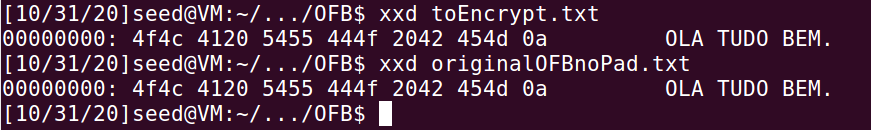 [10/31/20]seed@VM:~/.../OFB$ xxd toEncrypt.txt
00000000: 4f4c 4120 5455 444f 2042 454d 0a        OLA TUDO BEM.
[10/31/20]seed@VM:~/.../OFB$ xxd originalOFBnoPad.txt
00000000: 4f4c 4120 5455 444f 2042 454d 0a        OLA TUDO BEM.
[10/31/20]seed@VM:~/.../OFB$